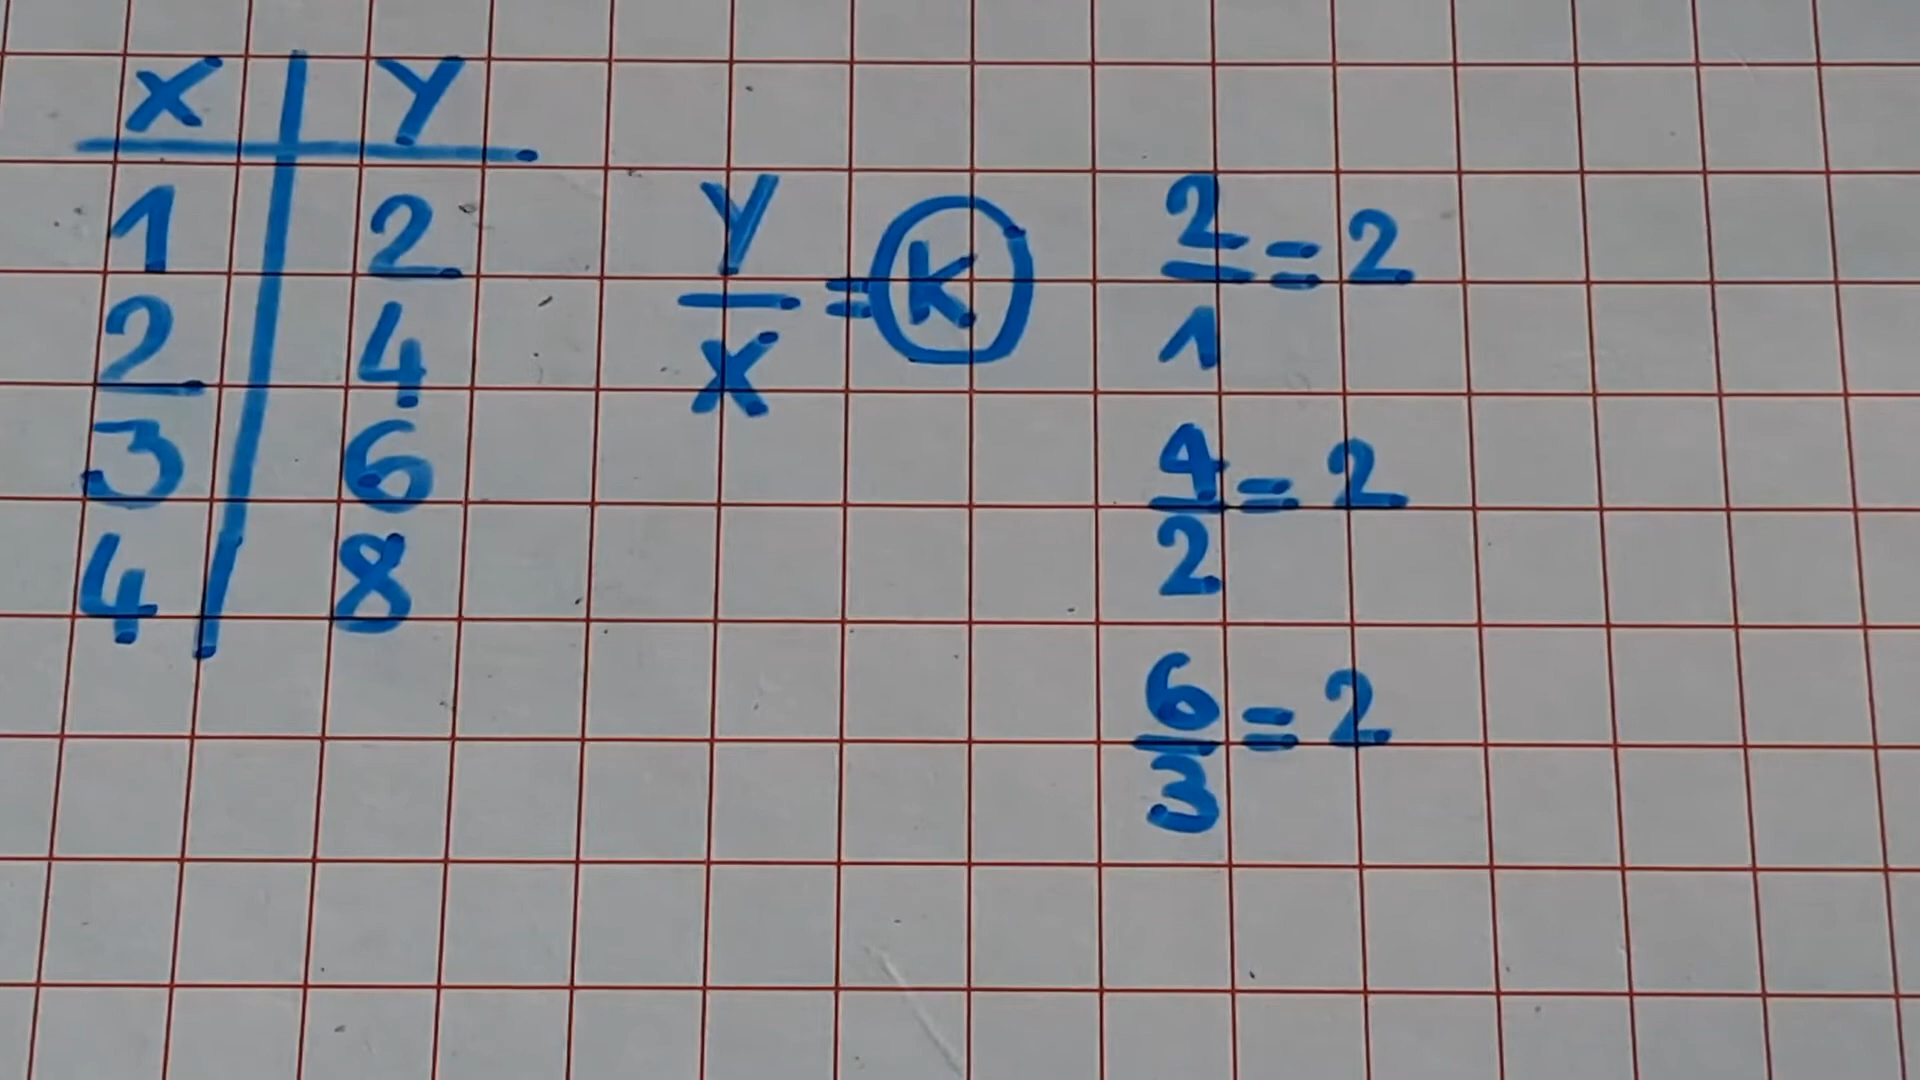 X Y
1 2
2 4
3 6
4 8
Y/X = K
2/1 = 2
4/2 = 2
6/3 = 2